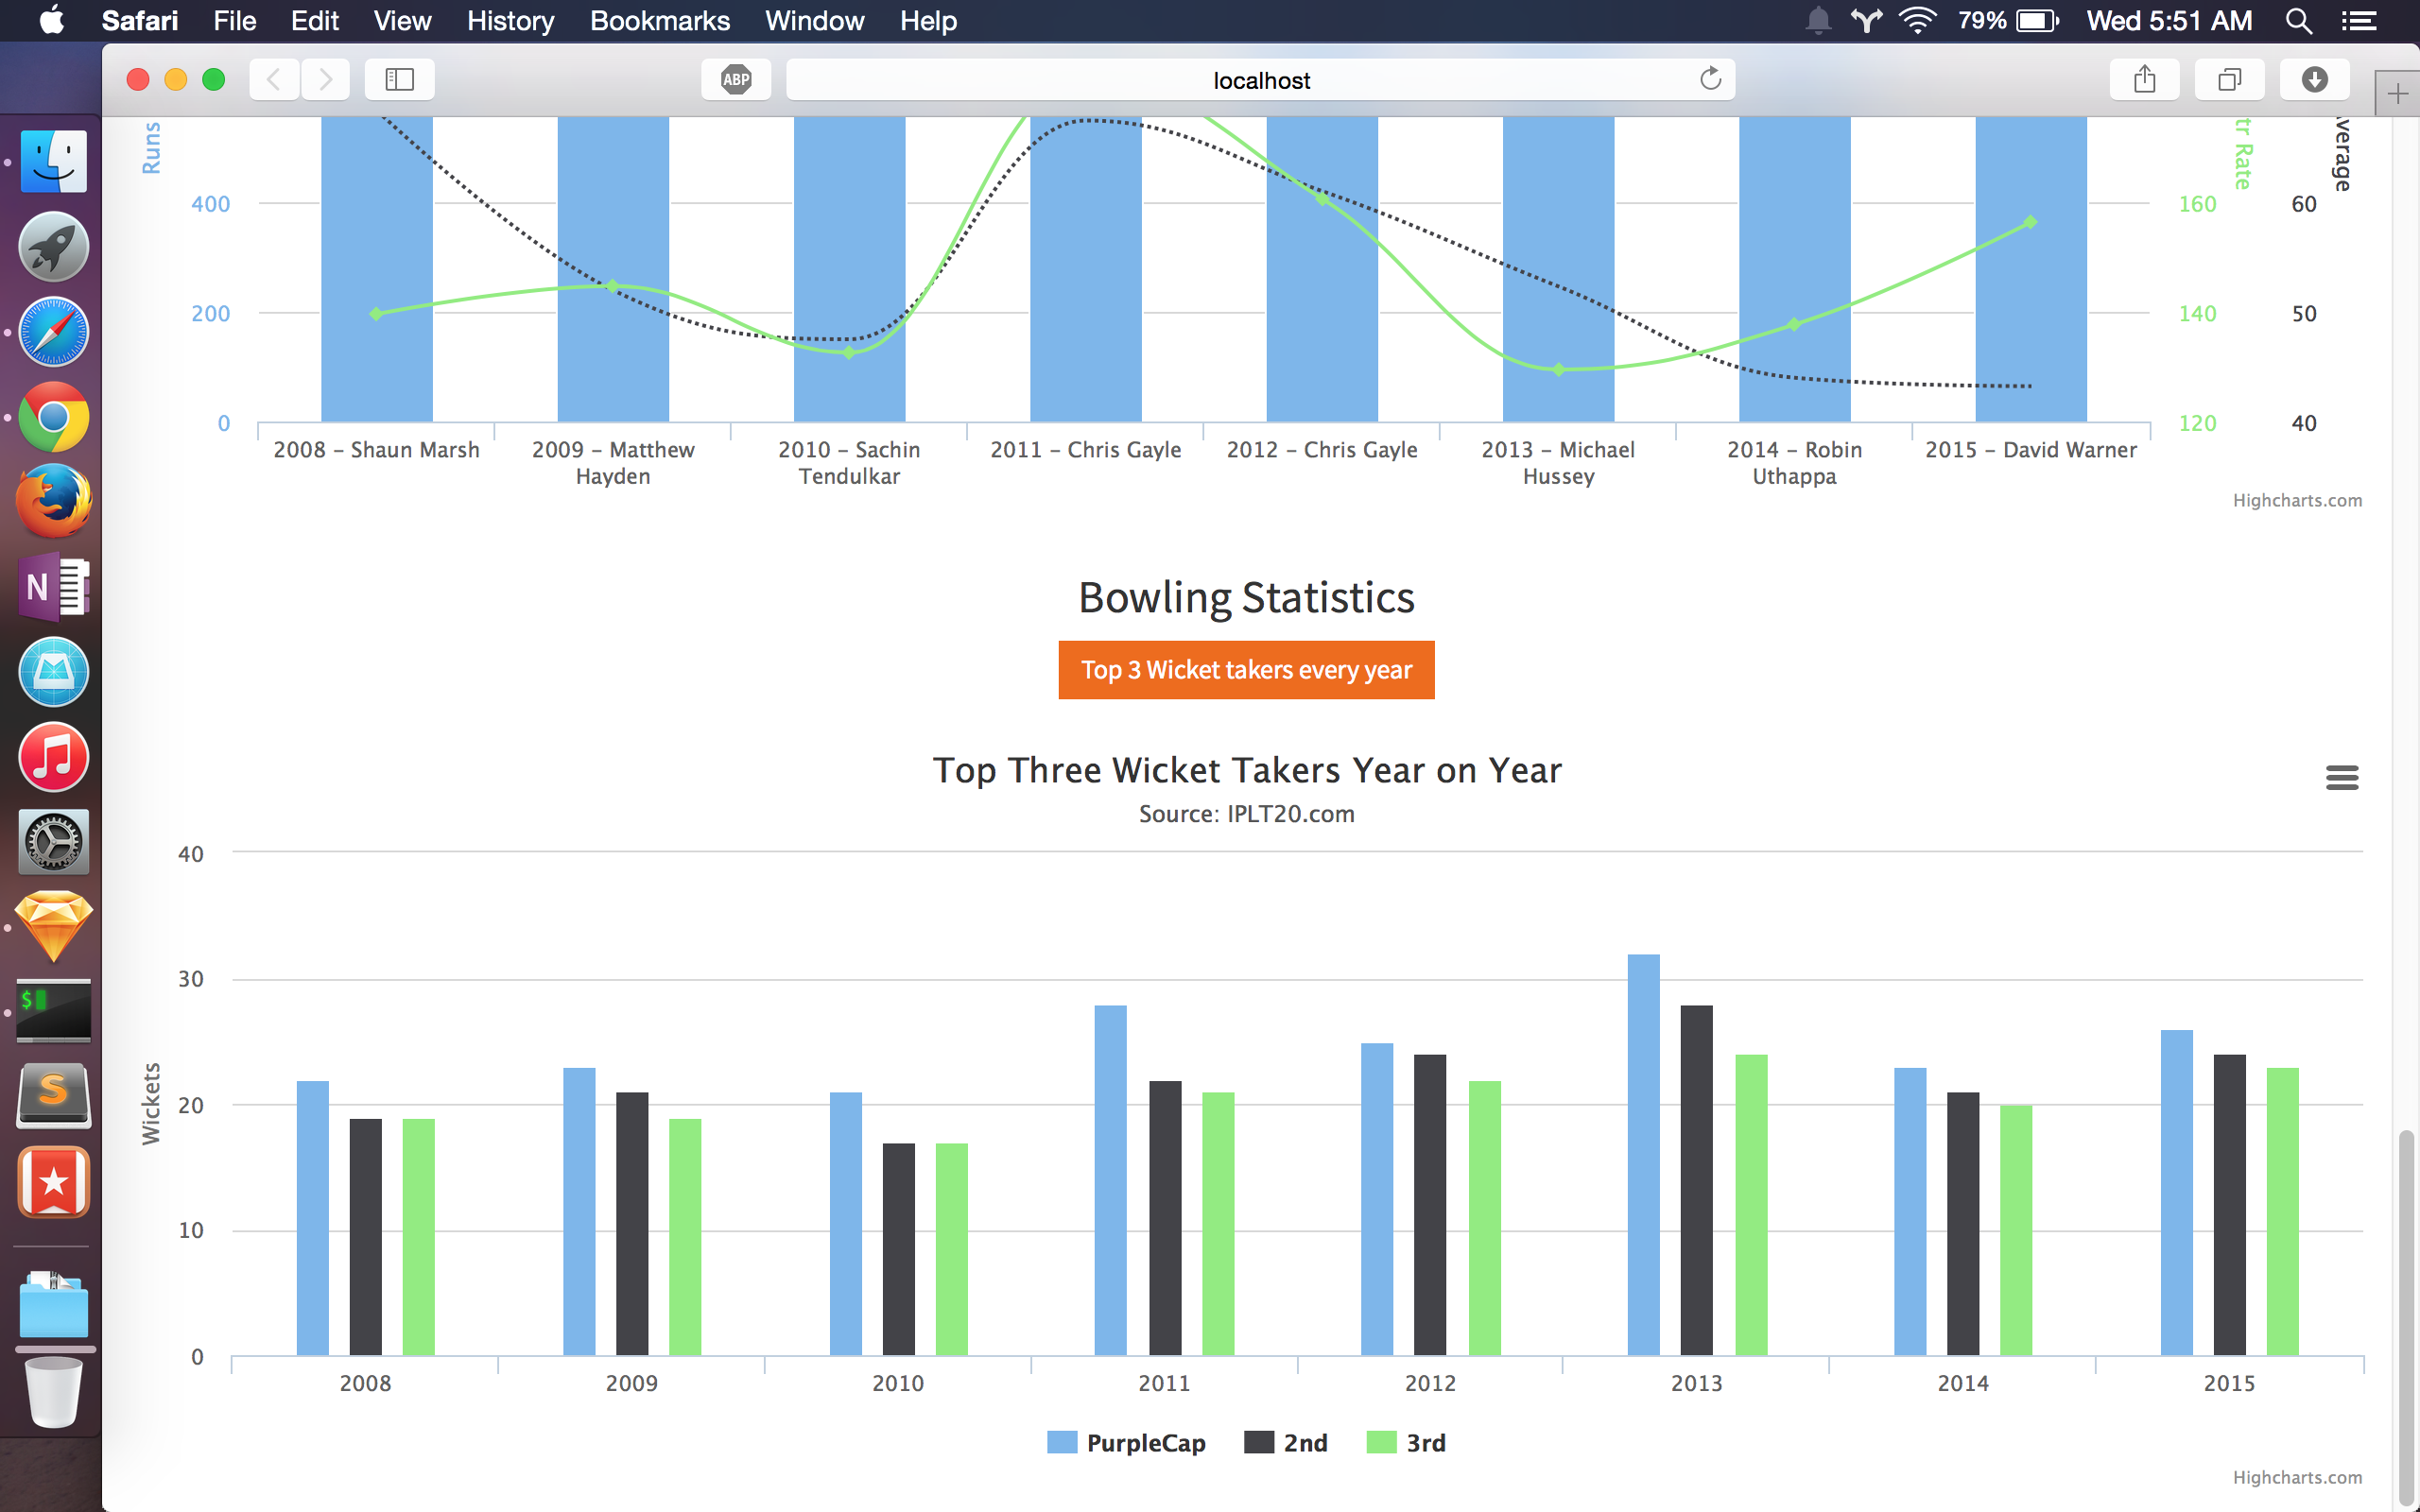 Safari File Edit View History Bookmarks Window Help 79% Wed 5:51 AM
ABP localhost
Runs
tr Rate
verage
400 160 60
200 140 50
0 120 40
2008 – Shaun Marsh 2009 – Matthew Hayden 2010 – Sachin Tendulkar 2011 – Chris Gayle 2012 – Chris Gayle 2013 – Michael Hussey 2014 – Robin Uthappa 2015 – David Warner
Highcharts.com
Bowling Statistics
Top 3 Wicket takers every year
Top Three Wicket Takers Year on Year
Source: IPLT20.com
Wickets
40
30
20
10
0
2008 2009 2010 2011 2012 2013 2014 2015
PurpleCap 2nd 3rd
Highcharts.com
N
$
S